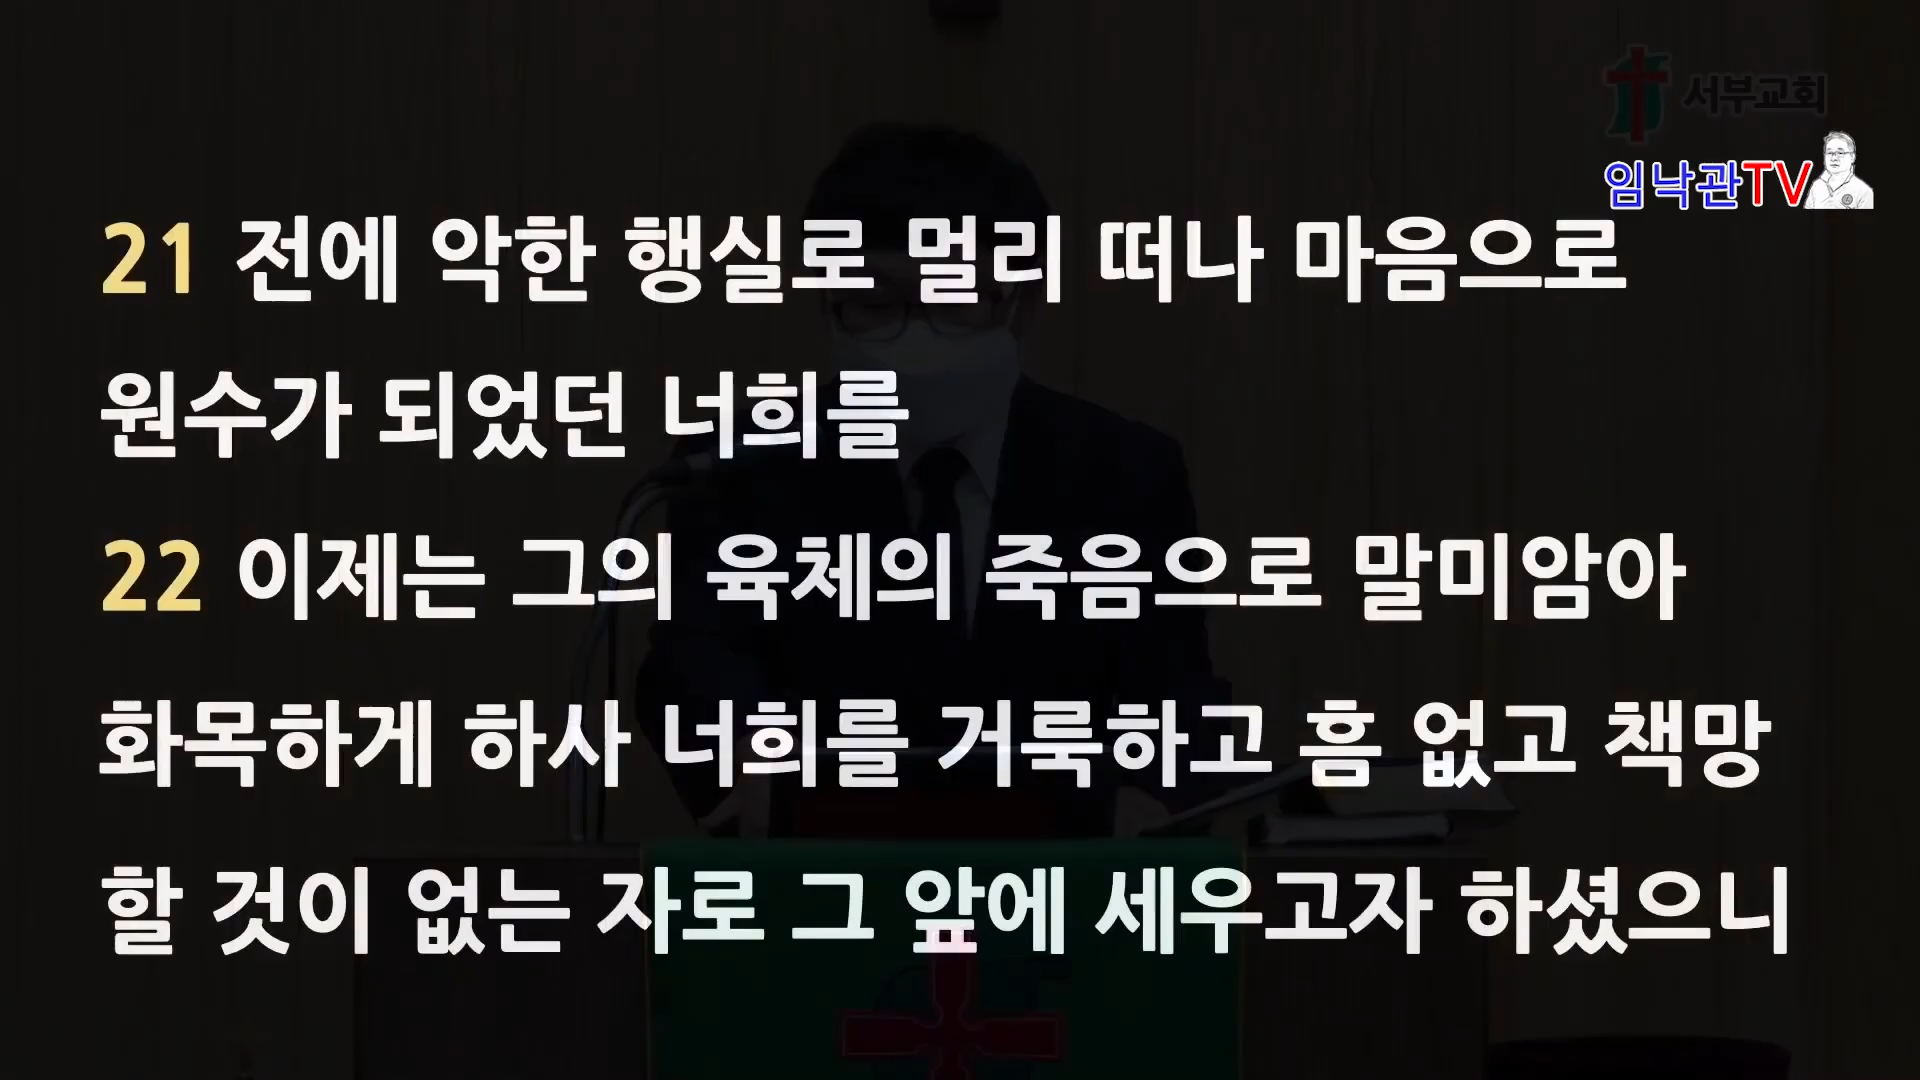 서부교회
임낙관TV
21 전에 악한 행실로 멀리 떠나 마음으로
원수가 되었던 너희를
22 이제는 그의 육체의 죽음으로 말미암아
화목하게 하사 너희를 거룩하고 흠 없고 책망
할 것이 없는 자로 그 앞에 세우고자 하셨으니